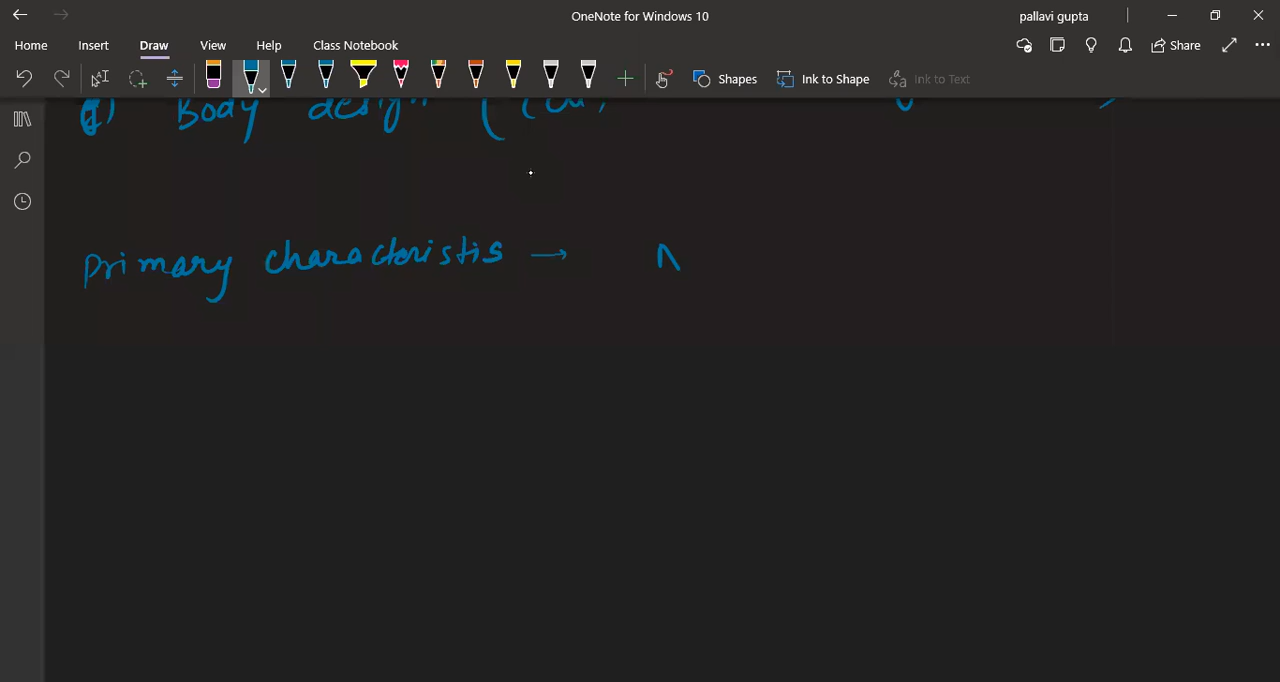 OneNote for Windows 10
pallavi gupta
Home Insert Draw View Help Class Notebook
Share
Shapes Ink to Shape Ink to Text
Body design
primary characteristis →